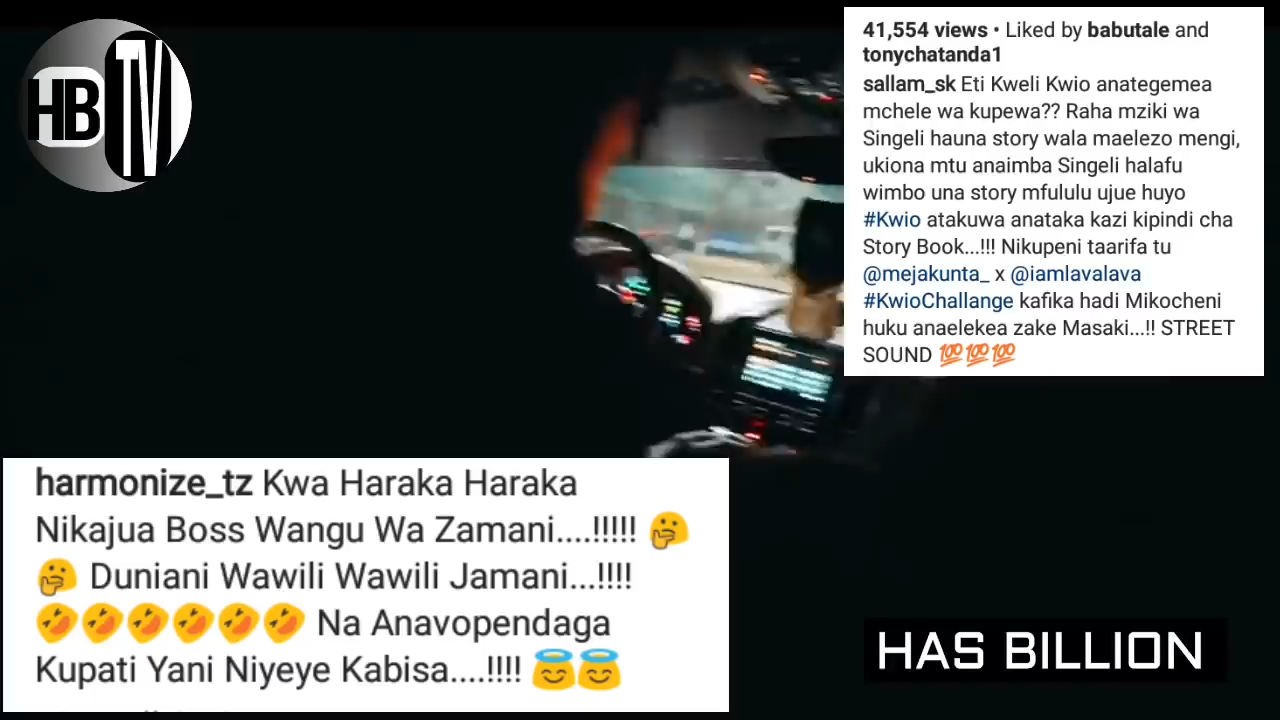 HB TV
41,554 views • Liked by babutale and
tonychatanda1
sallam_sk Eti Kweli Kwio anategemea
mchele wa kupewa?? Raha mziki wa
Singeli hauna story wala maelezo mengi,
ukiona mtu anaimba Singeli halafu
wimbo una story mfululu ujue huyo
#Kwio atakuwa anataka kazi kipindi cha
Story Book...!!! Nikupeni taarifa tu
@mejakunta_ x @iamlavalava
#KwioChallange kafika hadi Mikocheni
huku anaelekea zake Masaki...!! STREET
SOUND 💯💯💯
harmonize_tz Kwa Haraka Haraka
Nikajua Boss Wangu Wa Zamani....!!!!! 🤔
🤔 Duniani Wawili Wawili Jamani...!!!!
🤣🤣🤣🤣🤣🤣 Na Anavopendaga
Kupati Yani Niyeye Kabisa....!!!! 😇😇
HAS BILLION